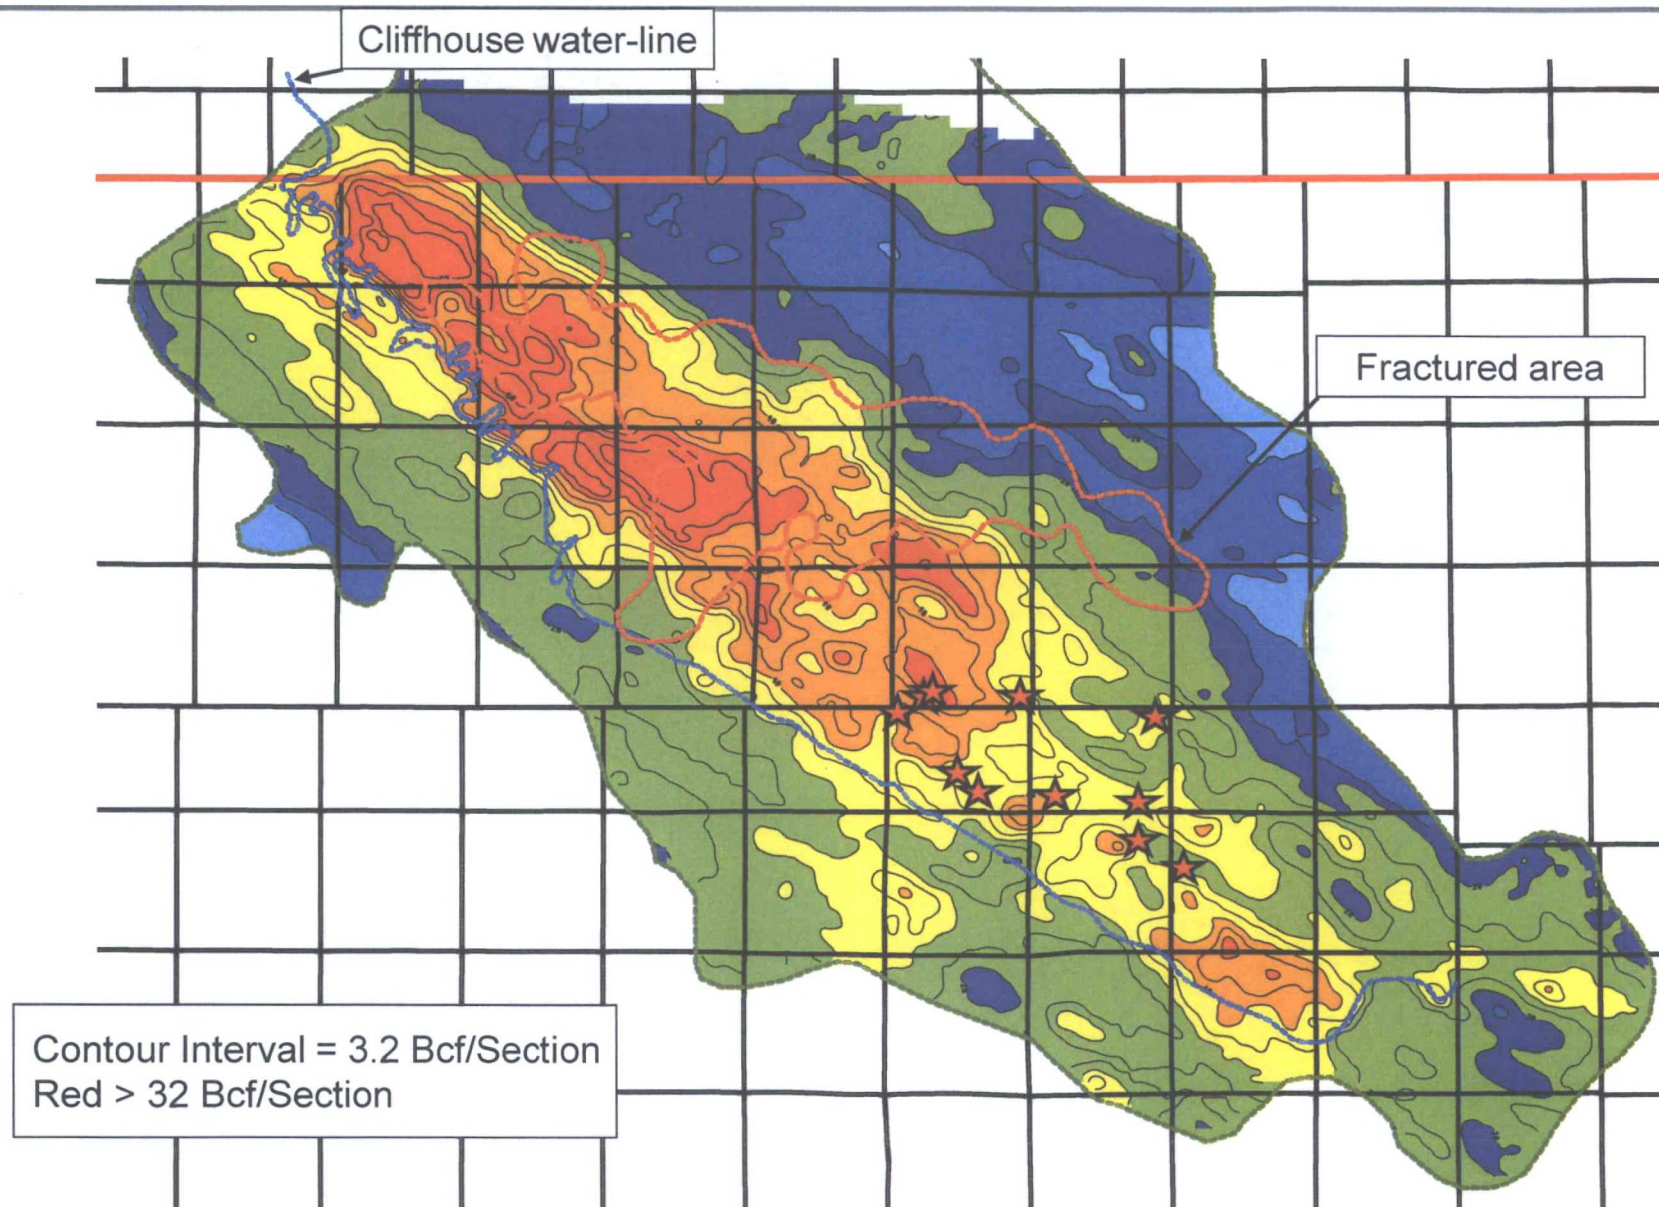 Cliffhouse water-line
Fractured area
Contour Interval = 3.2 Bcf/Section
Red > 32 Bcf/Section